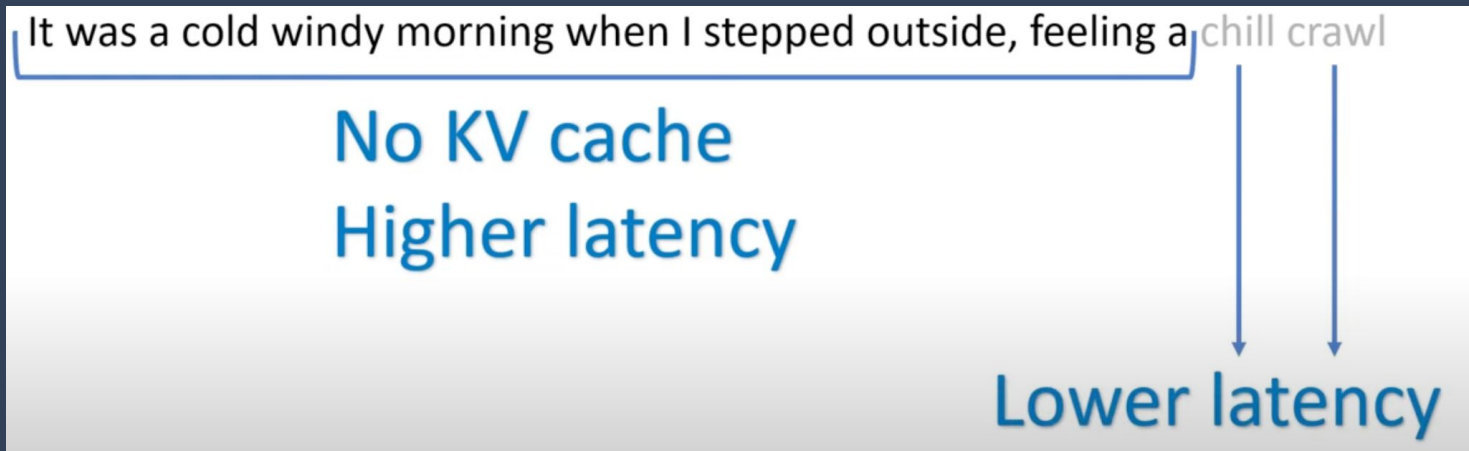 It was a cold windy morning when I stepped outside, feeling a chill crawl
No KV cache
Higher latency
Lower latency